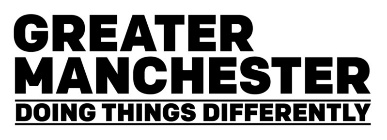 GREATER
MANCHESTER
DOING THINGS DIFFERENTLY